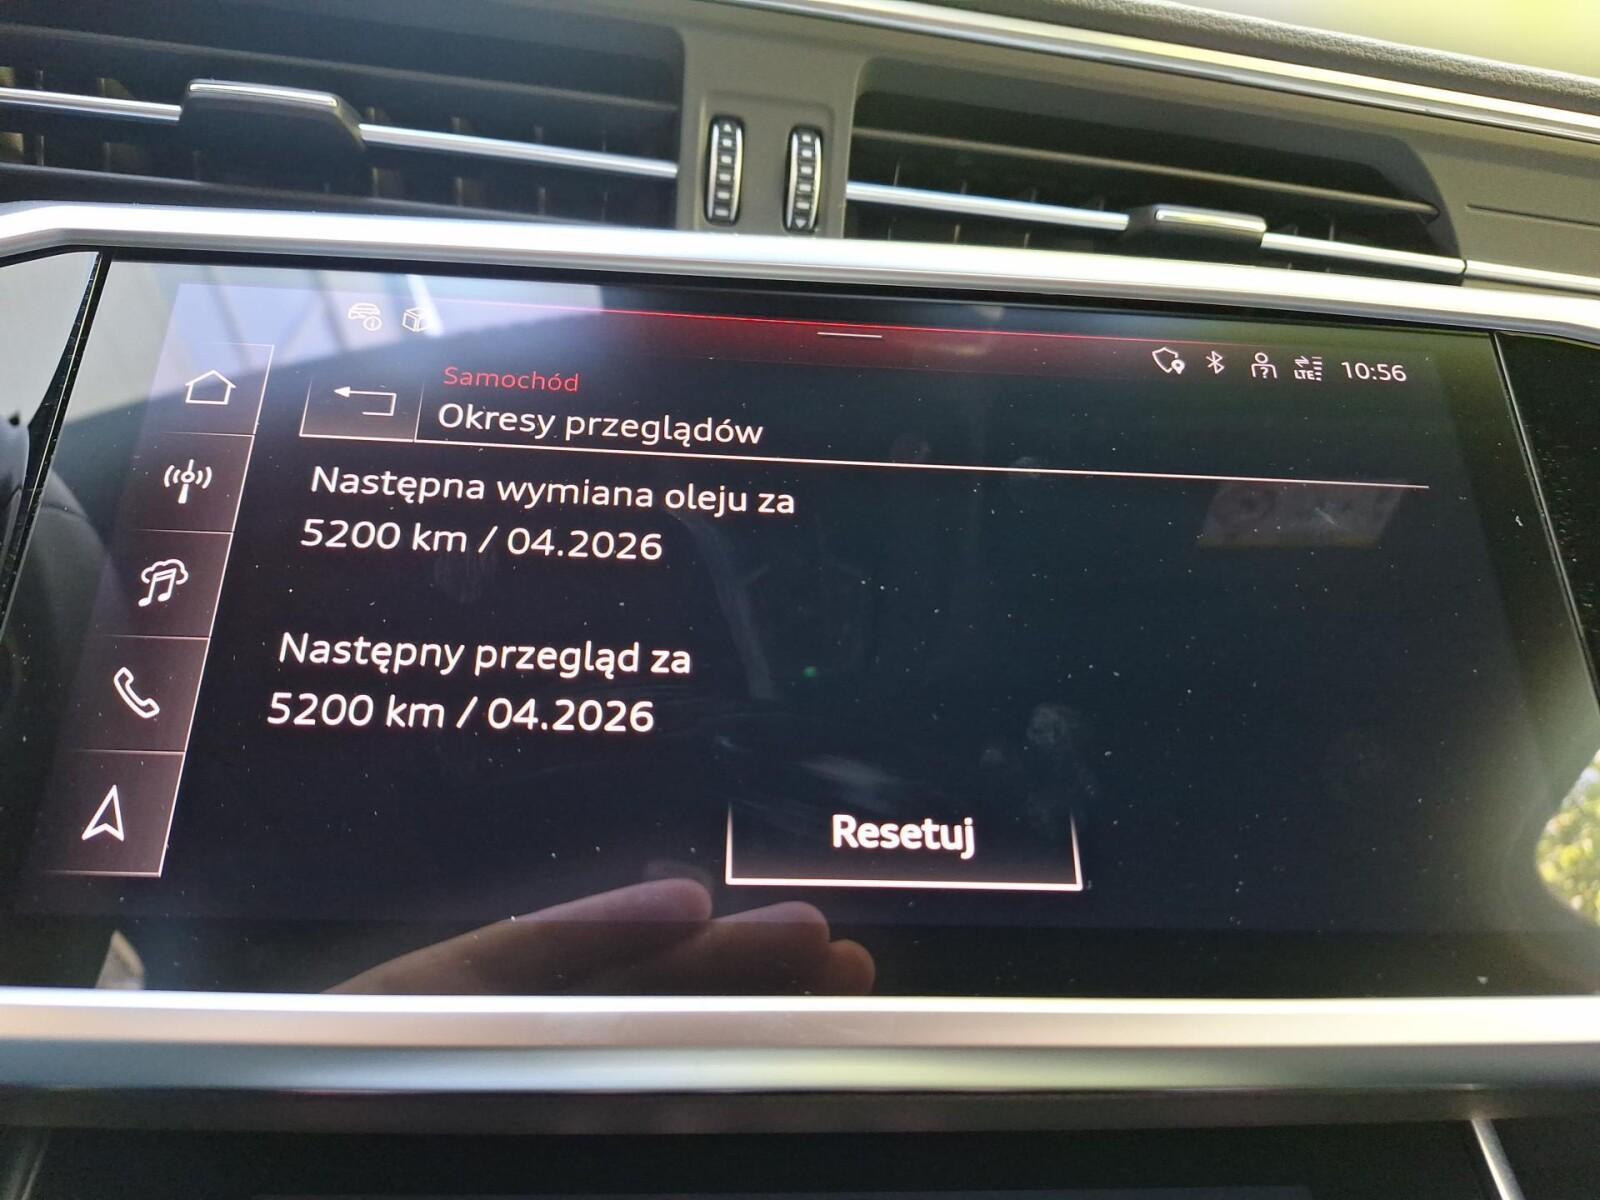 10:56
LTE
Samochód
Okresy przeglądów
Następna wymiana oleju za
5200 km / 04.2026
Następny przegląd za
5200 km / 04.2026
Resetuj